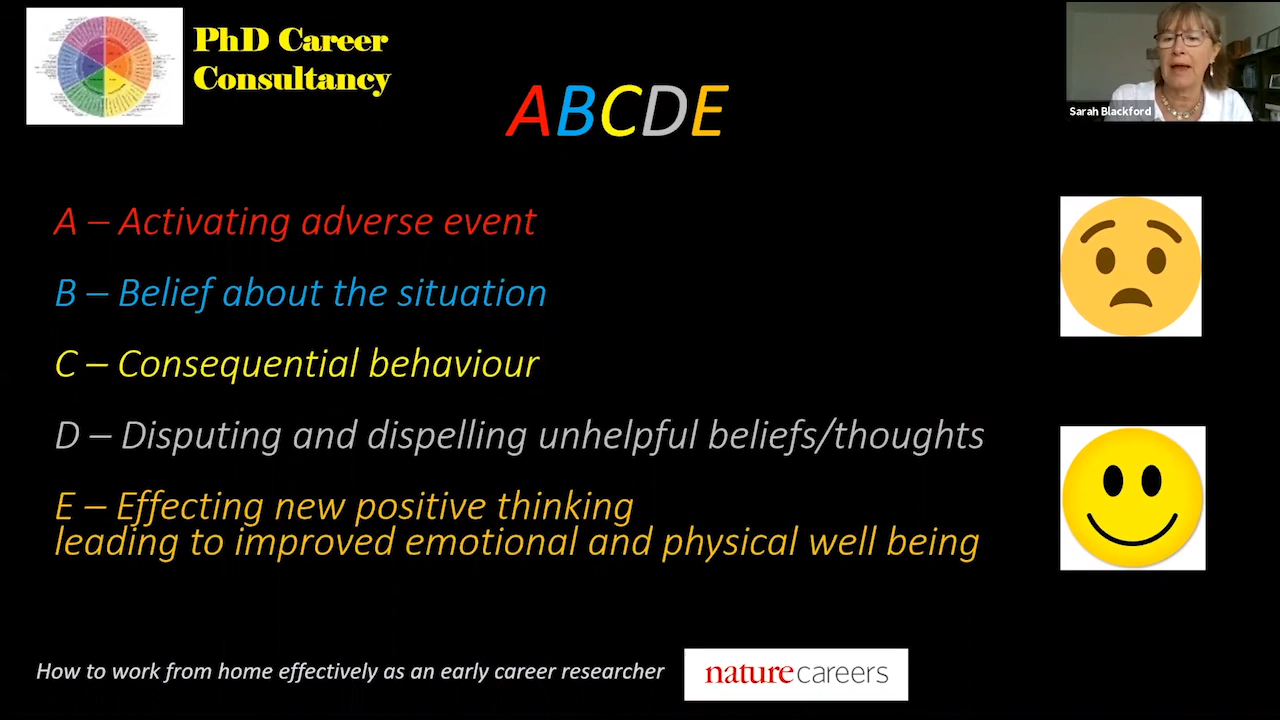 PhD Career
Consultancy
ABCDE
Sarah Blackford
A – Activating adverse event
B – Belief about the situation
C – Consequential behaviour
D – Disputing and dispelling unhelpful beliefs/thoughts
E – Effecting new positive thinking
leading to improved emotional and physical well being
How to work from home effectively as an early career researcher
naturecareers